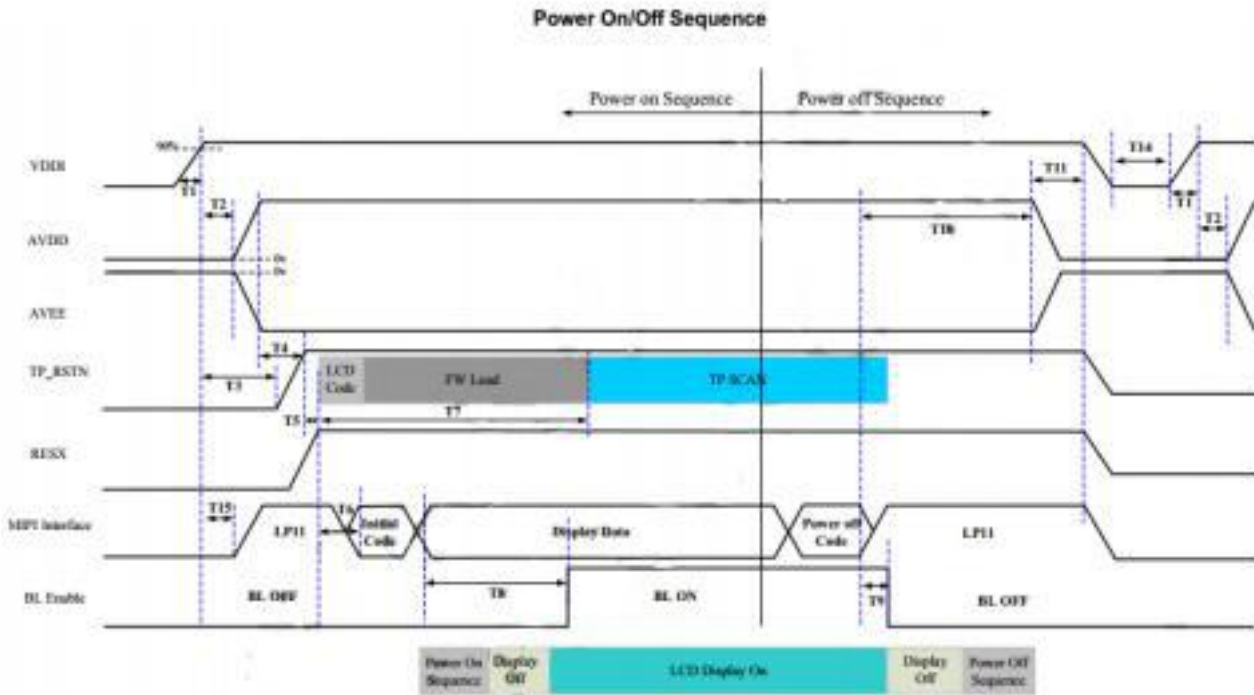 Power On/Off Sequence
Power on Sequence
Power off Sequence
VDDI
90%
T1
T14
T11
T1
T2
T2
AVDD
T10
0v
0v
AVEE
T4
TP_RSTN
LCD Code
FW Load
TP SCAN
T3
T5
T7
RESX
T15
T6
MIPI Interface
LP11
Initial Code
Display Data
Power off Code
LP11
T8
T9
BL Enable
BL OFF
BL ON
BL OFF
Power On Sequence
Display Off
LCD Display On
Display Off
Power Off Sequence